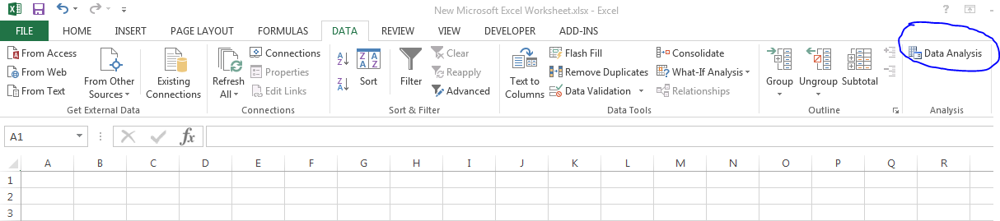 New Microsoft Excel Worksheet.xlsx - Excel ?
FILE HOME INSERT PAGE LAYOUT FORMULAS DATA REVIEW VIEW DEVELOPER ADD-INS
From Access
From Web
From Text
From Other Sources
Existing Connections
Get External Data
Refresh All
Connections
Properties
Edit Links
Connections
Sort
Filter
Clear
Reapply
Advanced
Sort & Filter
Text to Columns
Flash Fill
Remove Duplicates
Data Validation
Consolidate
What-If Analysis
Relationships
Data Tools
Group
Ungroup
Subtotal
Outline
Data Analysis
Analysis
A1 fx
A B C D E F G H I J K L M N O P Q R
1
2
3